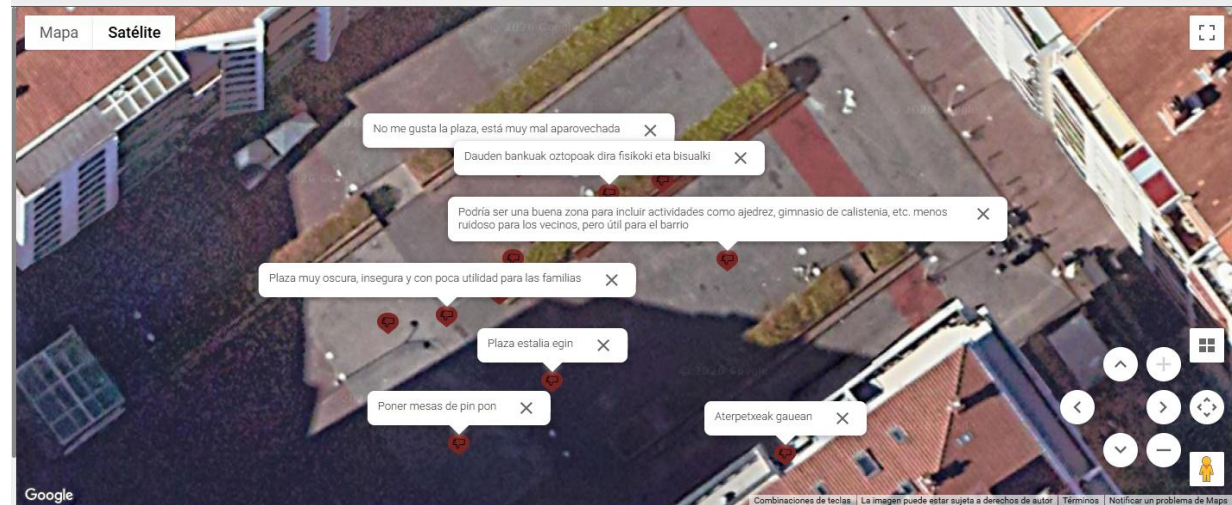 Mapa
Satélite
No me gusta la plaza, está muy mal aparovechada
Dauden bankuak oztopoak dira fisikoki eta bisualki
Podría ser una buena zona para incluir actividades como ajedrez, gimnasio de calistenia, etc. menos
ruidoso para los vecinos, pero útil para el barrio
Plaza muy oscura, insegura y con poca utilidad para las familias
Plaza estalia egin
Poner mesas de pin pon
Aterpetxeak gauean
Google
Combinaciones de teclas
La imagen puede estar sujeta a derechos de autor
Términos
Notificar un problema de Maps